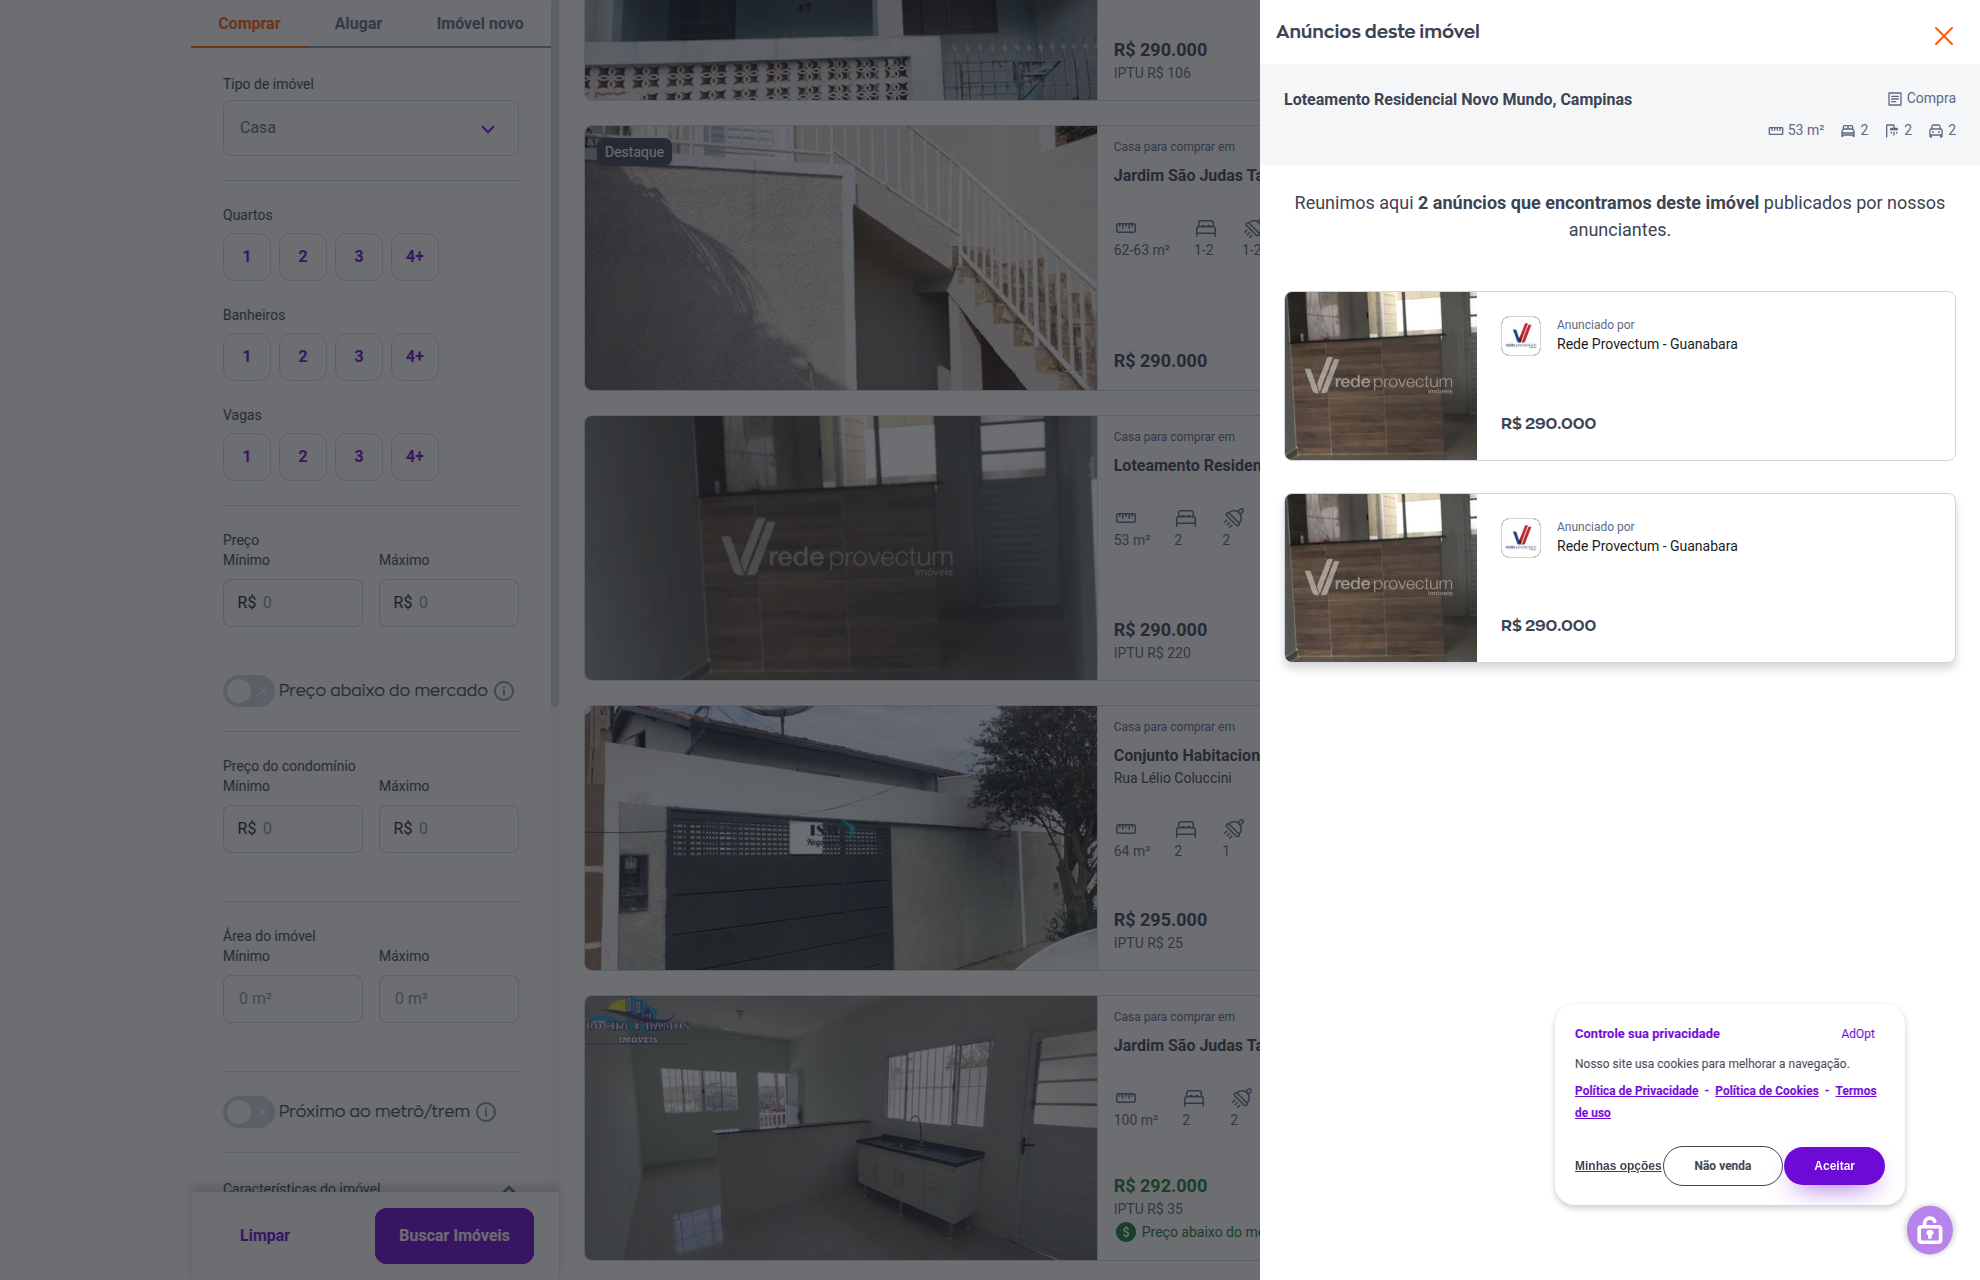 Comprar
Alugar
Imóvel novo
Tipo de imóvel
Casa
Quartos
1
2
3
4+
Banheiros
1
2
3
4+
Vagas
1
2
3
4+
Preço
Mínimo
Máximo
R$ 0
R$ 0
Preço abaixo do mercado
Preço do condomínio
Mínimo
Máximo
R$ 0
R$ 0
Área do imóvel
Mínimo
Máximo
0 m²
0 m²
Próximo ao metrô/trem
Características do imóvel
Limpar
Buscar Imóveis
R$ 290.000
IPTU R$ 106
Destaque
Casa para comprar em
Jardim São Judas Ta
62-63 m²
1-2
1-2
R$ 290.000
rede provectum
imóveis
Casa para comprar em
Loteamento Residen
53 m²
2
2
R$ 290.000
IPTU R$ 220
Casa para comprar em
Conjunto Habitacion
Rua Lélio Coluccini
64 m²
2
1
R$ 295.000
IPTU R$ 25
ROCHA & RAMOS
IMÓVEIS
Casa para comprar em
Jardim São Judas Ta
100 m²
2
2
R$ 292.000
IPTU R$ 35
Preço abaixo do me
Anúncios deste imóvel
Loteamento Residencial Novo Mundo, Campinas
Compra
53 m²
2
2
2
Reunimos aqui 2 anúncios que encontramos deste imóvel publicados por nossos
anunciantes.
rede provectum
imóveis
Anunciado por
Rede Provectum - Guanabara
R$ 290.000
rede provectum
imóveis
Anunciado por
Rede Provectum - Guanabara
R$ 290.000
Controle sua privacidade
AdOpt
Nosso site usa cookies para melhorar a navegação.
Política de Privacidade - Política de Cookies - Termos
de uso
Minhas opções
Não venda
Aceitar